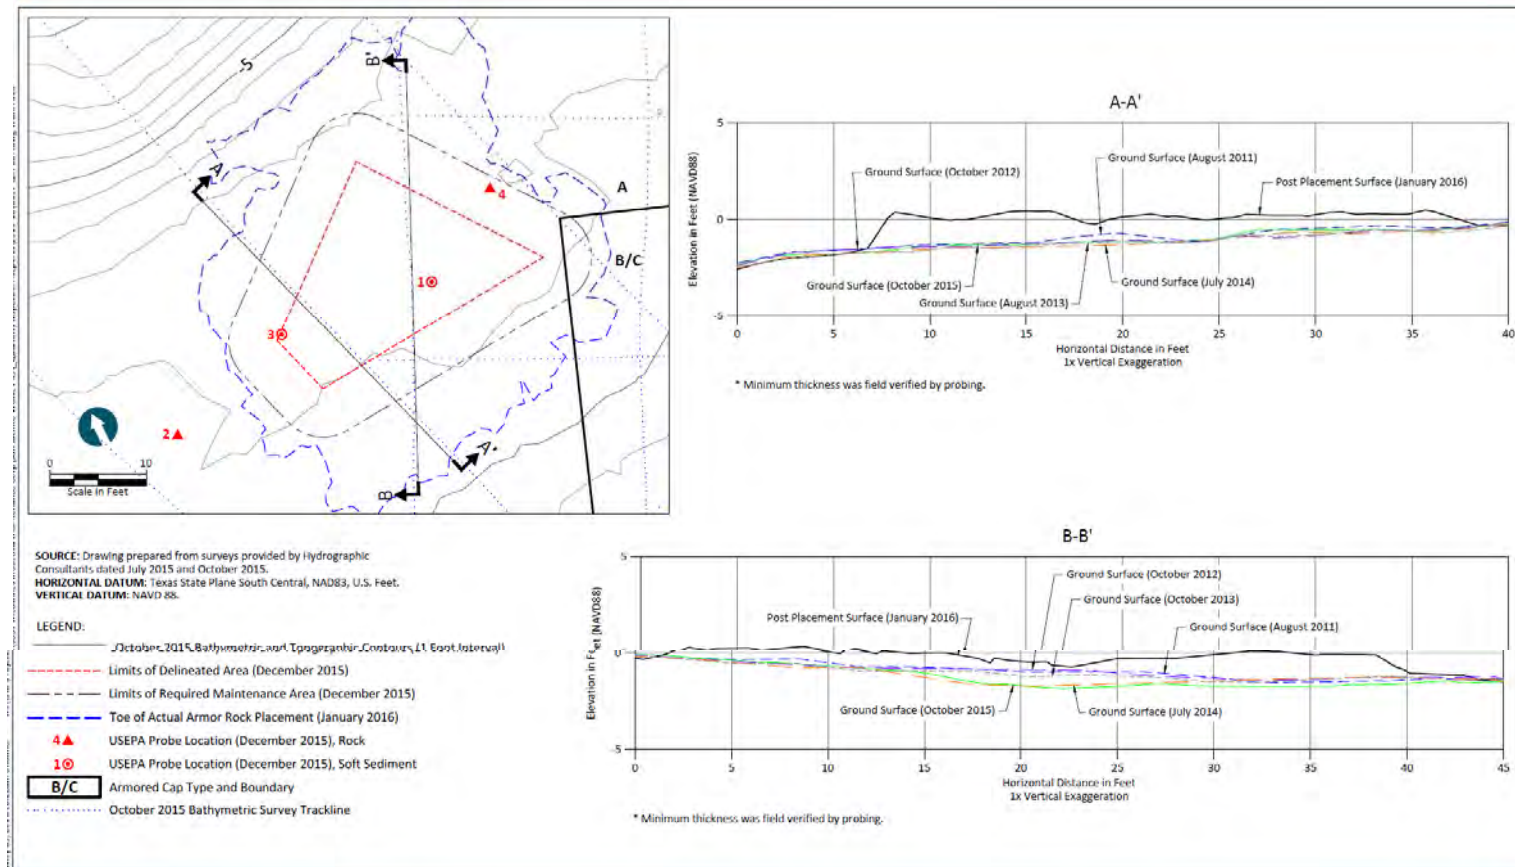 -5
B'
A
4
A
B/C
1
3
2
A'
B
0 10
Scale in Feet
A-A'
Elevation in Feet (NAVD88)
5
0
-5
Ground Surface (October 2012)
Ground Surface (August 2011)
Post Placement Surface (January 2016)
Ground Surface (October 2015)
Ground Surface (August 2013)
Ground Surface (July 2014)
0 5 10 15 20 25 30 35 40
Horizontal Distance in Feet
1x Vertical Exaggeration
* Minimum thickness was field verified by probing.
SOURCE: Drawing prepared from surveys provided by Hydrographic
Consultants dated July 2015 and October 2015.
HORIZONTAL DATUM: Texas State Plane South Central, NAD83, U.S. Feet.
VERTICAL DATUM: NAVD 88.
LEGEND:
October 2015 Bathymetric and Topographic Contours (1 Foot Interval)
Limits of Delineated Area (December 2015)
Limits of Required Maintenance Area (December 2015)
Toe of Actual Armor Rock Placement (January 2016)
4 USEPA Probe Location (December 2015), Rock
1 USEPA Probe Location (December 2015), Soft Sediment
B/C Armored Cap Type and Boundary
October 2015 Bathymetric Survey Trackline
B-B'
Elevation in Feet (NAVD88)
5
0
-5
Ground Surface (October 2012)
Ground Surface (October 2013)
Post Placement Surface (January 2016)
Ground Surface (August 2011)
Ground Surface (October 2015)
Ground Surface (July 2014)
0 5 10 15 20 25 30 35 40 45
Horizontal Distance in Feet
1x Vertical Exaggeration
* Minimum thickness was field verified by probing.